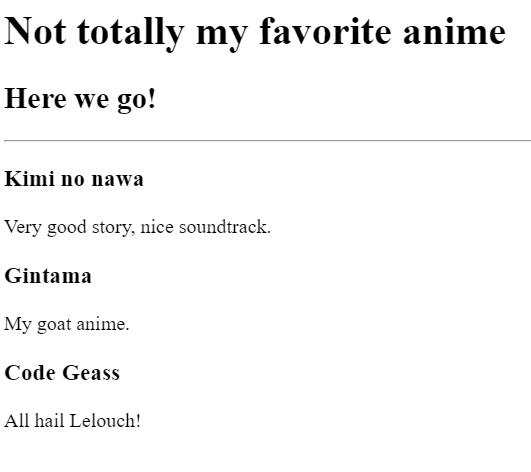 Not totally my favorite anime
Here we go!
Kimi no nawa
Very good story, nice soundtrack.
Gintama
My goat anime.
Code Geass
All hail Lelouch!